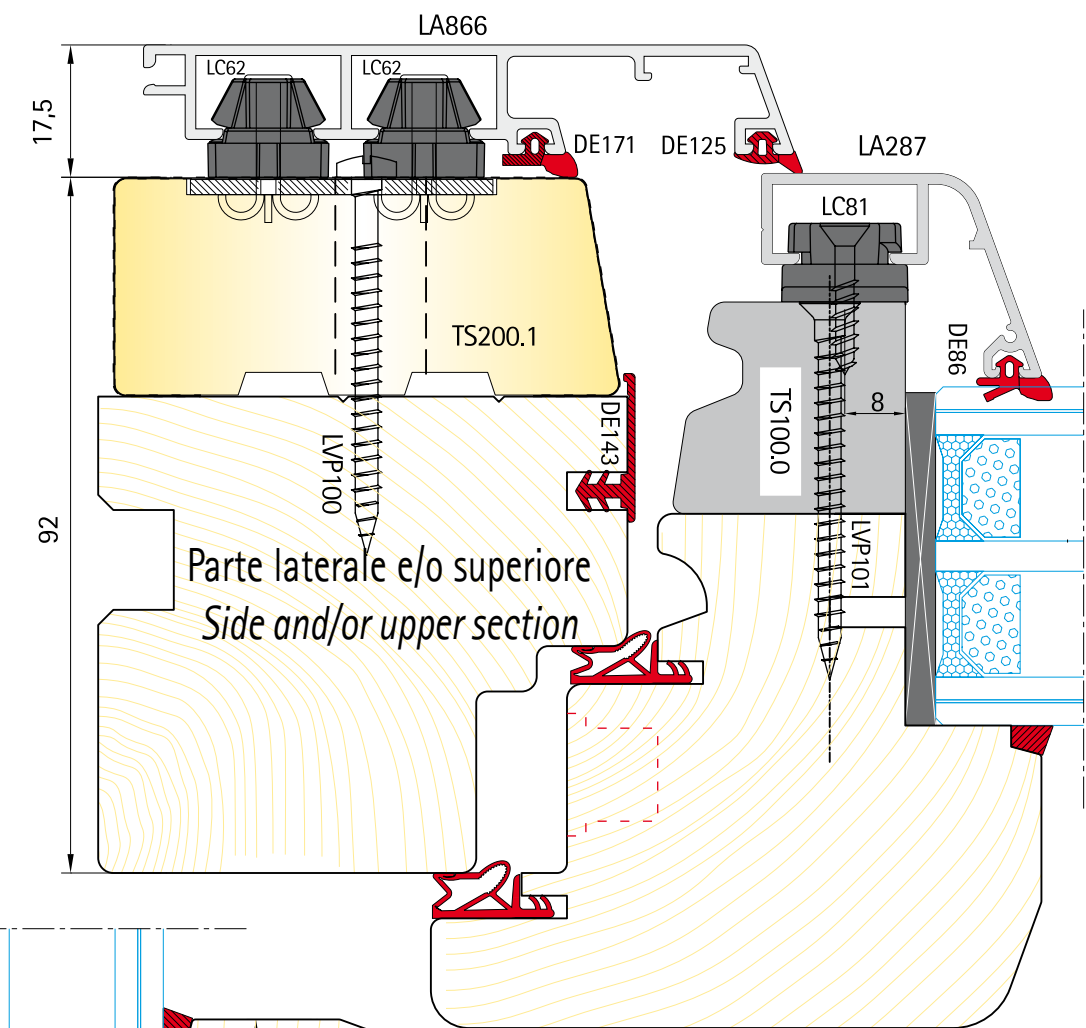 LA866
LC62
LC62
17,5
DE171
DE125
LA287
LC81
TS200.1
DE86
8
TS100.0
DE143
LVP100
92
LVP101
Parte laterale e/o superiore
Side and/or upper section